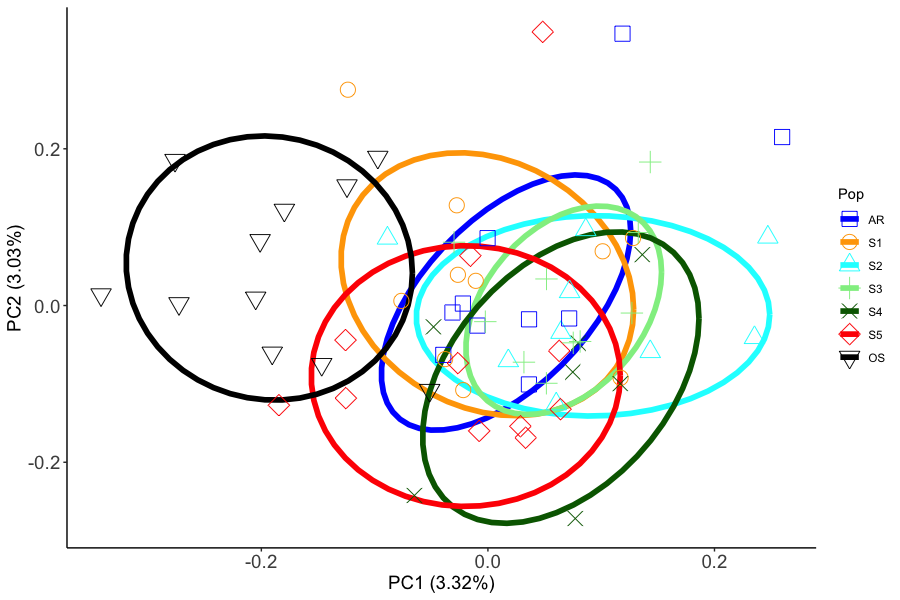 0.2
0.0
-0.2
PC2 (3.03%)
-0.2
0.0
0.2
PC1 (3.32%)
Pop
AR
S1
S2
S3
S4
S5
OS